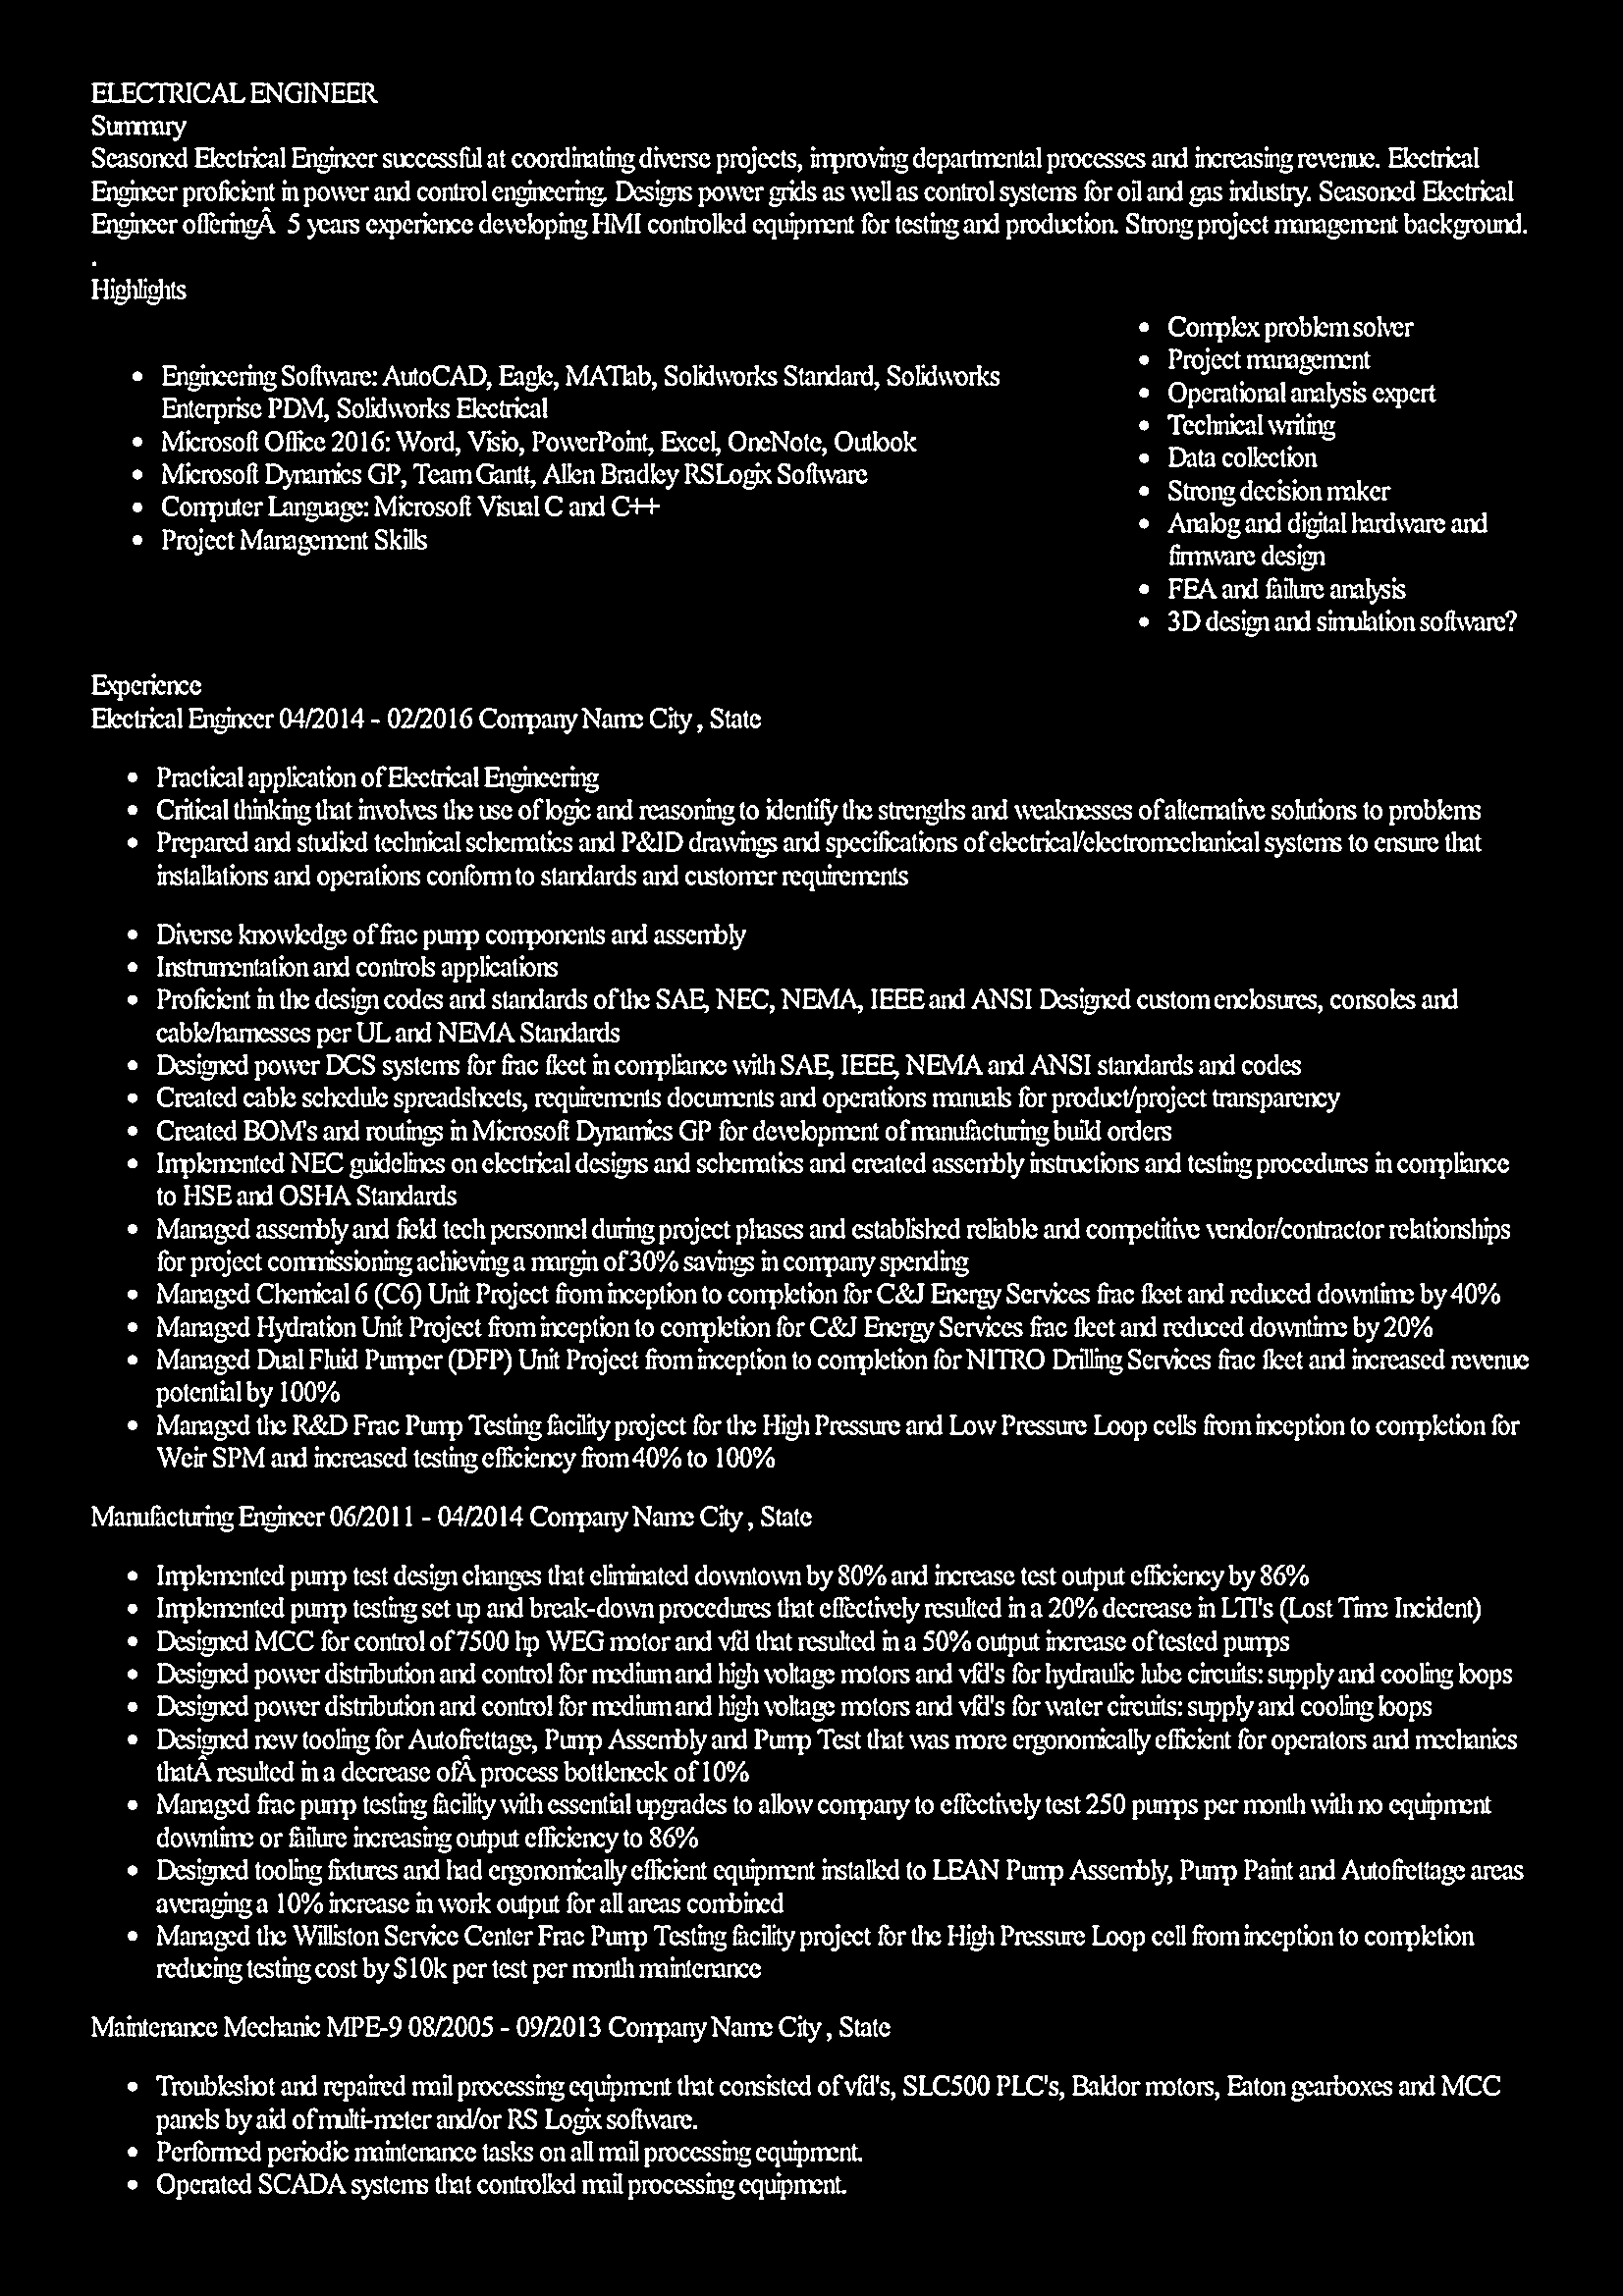 ELECTRICAL ENGINEER
Summary
Seasoned Electrical Engineer successful at coordinating diverse projects, improving departmental processes and increasing revenue. Electrical
Engineer proficient in power and control engineering. Designs power grids as well as control systems for oil and gas industry. Seasoned Electrical
Engineer offeringÂ  5 years experience developing HMI controlled equipment for testing and production. Strong project management background.
.
Highlights
Engineering Software: AutoCAD, Eagle, MATlab, Solidworks Standard, Solidworks
Enterprise PDM, Solidworks Electrical
• Microsoft Office 2016: Word, Visio, PowerPoint, Excel, OneNote, Outlook
• Microsoft Dynamics GP, Team Gantt, Allen Bradley RSLogix Software
• Computer Language: Microsoft Visual C and C++
• Project Management Skills
• Complex problem solver
• Project management
• Operational analysis expert
• Technical writing
• Data collection
• Strong decision maker
• Analog and digital hardware and
firmware design
• FEA and failure analysis
• 3D design and simulation software?
Experience
Electrical Engineer 04/2014 - 02/2016 Company Name City , State
• Practical application of Electrical Engineering
• Critical thinking that involves the use of logic and reasoning to identify the strengths and weaknesses of alternative solutions to problems
• Prepared and studied technical schematics and P&ID drawings and specifications of electrical/electromechanical systems to ensure that
installations and operations conform to standards and customer requirements
• Diverse knowledge of frac pump components and assembly
• Instrumentation and controls applications
• Proficient in the design codes and standards of the SAE, NEC, NEMA, IEEE and ANSI Designed custom enclosures, consoles and
cable/harnesses per UL and NEMA Standards
• Designed power DCS systems for frac fleet in compliance with SAE, IEEE, NEMA and ANSI standards and codes
• Created cable schedule spreadsheets, requirements documents and operations manuals for product/project transparency
• Created BOM's and routings in Microsoft Dynamics GP for development of manufacturing build orders
• Implemented NEC guidelines on electrical designs and schematics and created assembly instructions and testing procedures in compliance
to HSE and OSHA Standards
• Managed assembly and field tech personnel during project phases and established reliable and competitive vendor/contractor relationships
for project commissioning achieving a margin of 30% savings in company spending
• Managed Chemical 6 (C6) Unit Project from inception to completion for C&J Energy Services frac fleet and reduced downtime by 40%
• Managed Hydration Unit Project from inception to completion for C&J Energy Services frac fleet and reduced downtime by 20%
• Managed Dual Fluid Pumper (DFP) Unit Project from inception to completion for NITRO Drilling Services frac fleet and increased revenue
potential by 100%
• Managed the R&D Frac Pump Testing facility project for the High Pressure and Low Pressure Loop cells from inception to completion for
Weir SPM and increased testing efficiency from 40% to 100%
Manufacturing Engineer 06/2011 - 04/2014 Company Name City , State
• Implemented pump test design changes that eliminated downtown by 80% and increase test output efficiency by 86%
• Implemented pump testing set up and break-down procedures that effectively resulted in a 20% decrease in LTI's (Lost Time Incident)
• Designed MCC for control of 7500 hp WEG motor and vfd that resulted in a 50% output increase of tested pumps
• Designed power distribution and control for medium and high voltage motors and vfd's for hydraulic lube circuits: supply and cooling loops
• Designed power distribution and control for medium and high voltage motors and vfd's for water circuits: supply and cooling loops
• Designed new tooling for Autofrettage, Pump Assembly and Pump Test that was more ergonomically efficient for operators and mechanics
thatÂ resulted in a decrease ofÂ process bottleneck of 10%
• Managed frac pump testing facility with essential upgrades to allow company to effectively test 250 pumps per month with no equipment
downtime or failure increasing output efficiency to 86%
• Designed tooling fixtures and had ergonomically efficient equipment installed to LEAN Pump Assembly, Pump Paint and Autofrettage areas
averaging a 10% increase in work output for all areas combined
• Managed the Williston Service Center Frac Pump Testing facility project for the High Pressure Loop cell from inception to completion
reducing testing cost by $10k per test per month maintenance
Maintenance Mechanic MPE-9 08/2005 - 09/2013 Company Name City , State
• Troubleshot and repaired mail processing equipment that consisted of vfd's, SLC500 PLC's, Baldor motors, Eaton gearboxes and MCC
panels by aid of multi-meter and/or RS Logix software.
• Performed periodic maintenance tasks on all mail processing equipment.
• Operated SCADA systems that controlled mail processing equipment.